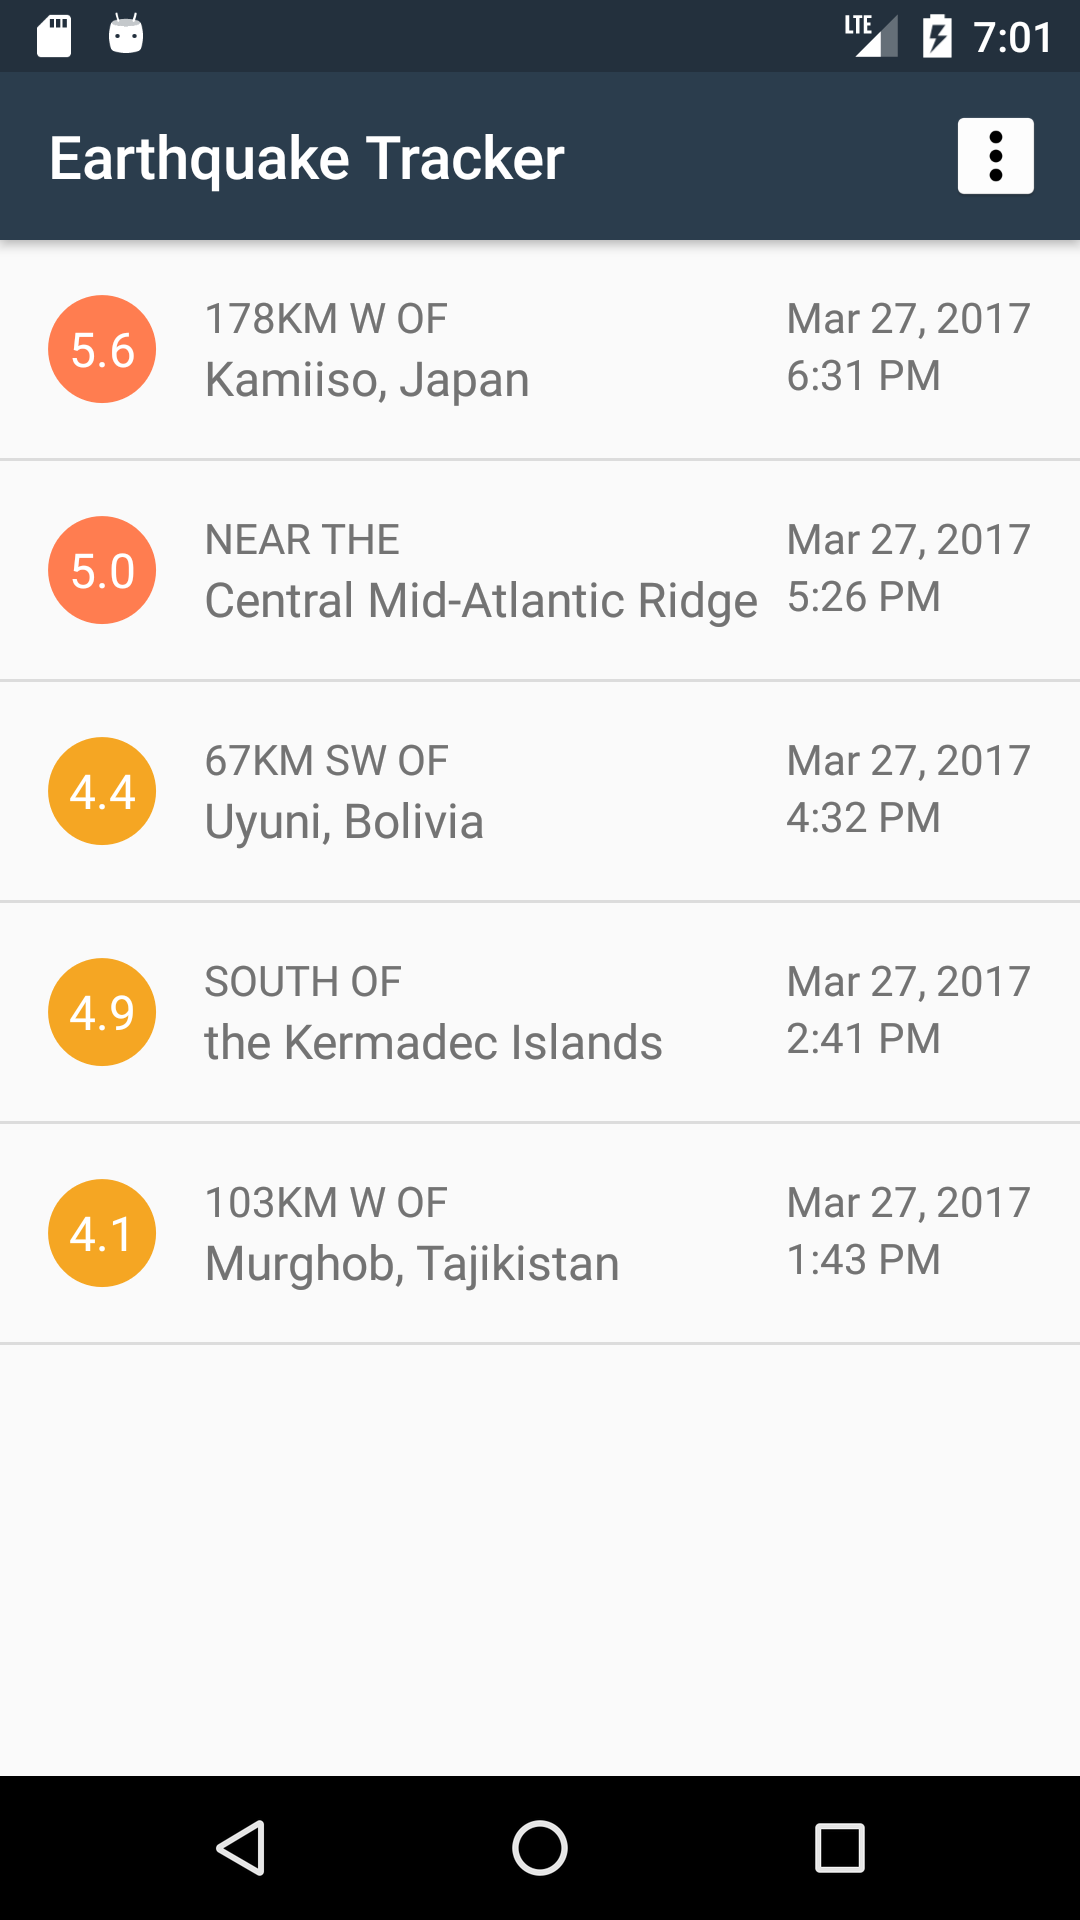 LTE 7:01
Earthquake Tracker
5.6
178KM W OF
Kamiiso, Japan
Mar 27, 2017
6:31 PM
5.0
NEAR THE
Central Mid-Atlantic Ridge
Mar 27, 2017
5:26 PM
4.4
67KM SW OF
Uyuni, Bolivia
Mar 27, 2017
4:32 PM
4.9
SOUTH OF
the Kermadec Islands
Mar 27, 2017
2:41 PM
4.1
103KM W OF
Murghob, Tajikistan
Mar 27, 2017
1:43 PM